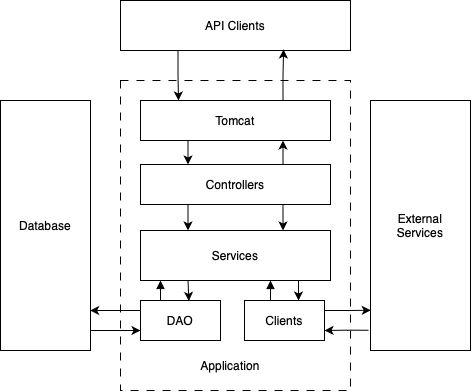 API Clients
Tomcat
Controllers
Database
External
Services
Services
DAO
Clients
Application